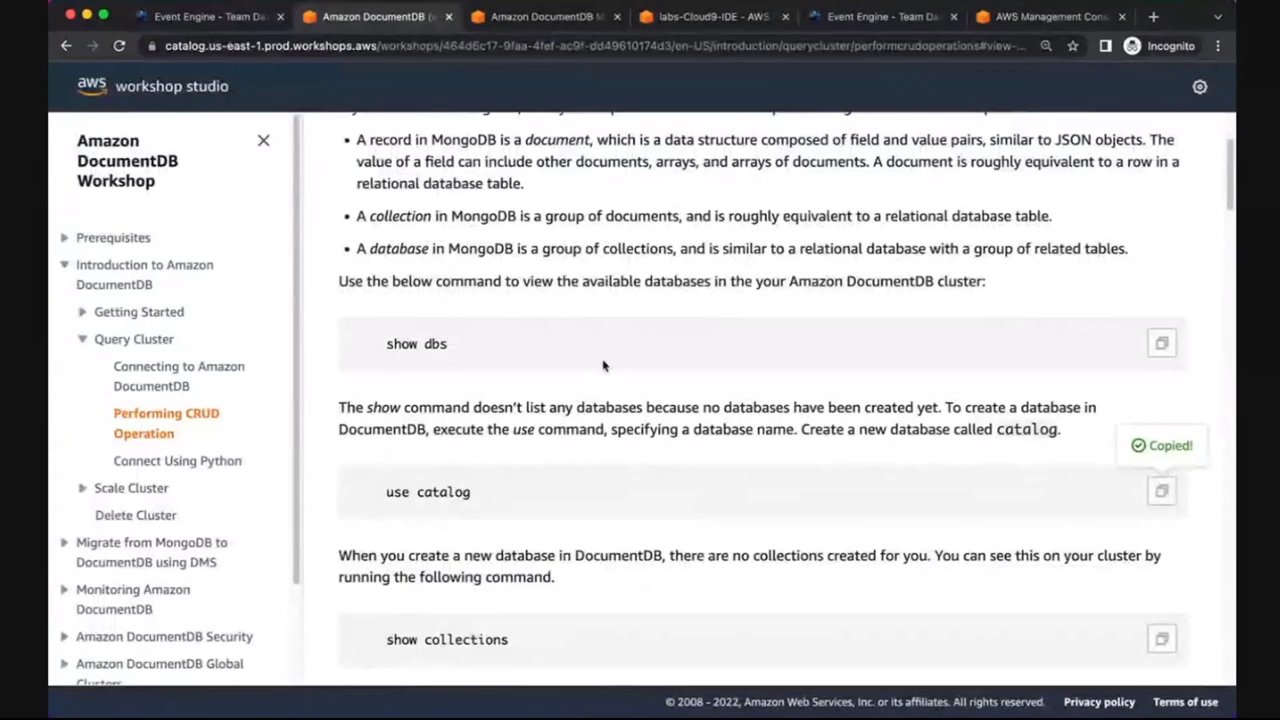 Event Engine - Team Da
Amazon DocumentDB (v
Amazon DocumentDB M
labs-Cloud9-IDE - AWS
Event Engine - Team Da
AWS Management Cons
catalog.us-east-1.prod.workshops.aws/workshops/464d6c17-9faa-4fef-ac9f-dd49610174d3/en-US/introduction/querycluster/performcrudoperations#view-...
Incognito
aws workshop studio
Amazon
DocumentDB
Workshop
Prerequisites
Introduction to Amazon
DocumentDB
Getting Started
Query Cluster
Connecting to Amazon
DocumentDB
Performing CRUD
Operation
Connect Using Python
Scale Cluster
Delete Cluster
Migrate from MongoDB to
DocumentDB using DMS
Monitoring Amazon
DocumentDB
Amazon DocumentDB Security
Amazon DocumentDB Global
Clusters
• A record in MongoDB is a document, which is a data structure composed of field and value pairs, similar to JSON objects. The
value of a field can include other documents, arrays, and arrays of documents. A document is roughly equivalent to a row in a
relational database table.
• A collection in MongoDB is a group of documents, and is roughly equivalent to a relational database table.
• A database in MongoDB is a group of collections, and is similar to a relational database with a group of related tables.
Use the below command to view the available databases in the your Amazon DocumentDB cluster:
show dbs
The show command doesn't list any databases because no databases have been created yet. To create a database in
DocumentDB, execute the use command, specifying a database name. Create a new database called catalog.
Copied!
use catalog
When you create a new database in DocumentDB, there are no collections created for you. You can see this on your cluster by
running the following command.
show collections
© 2008 - 2022, Amazon Web Services, Inc. or its affiliates. All rights reserved. Privacy policy Terms of use